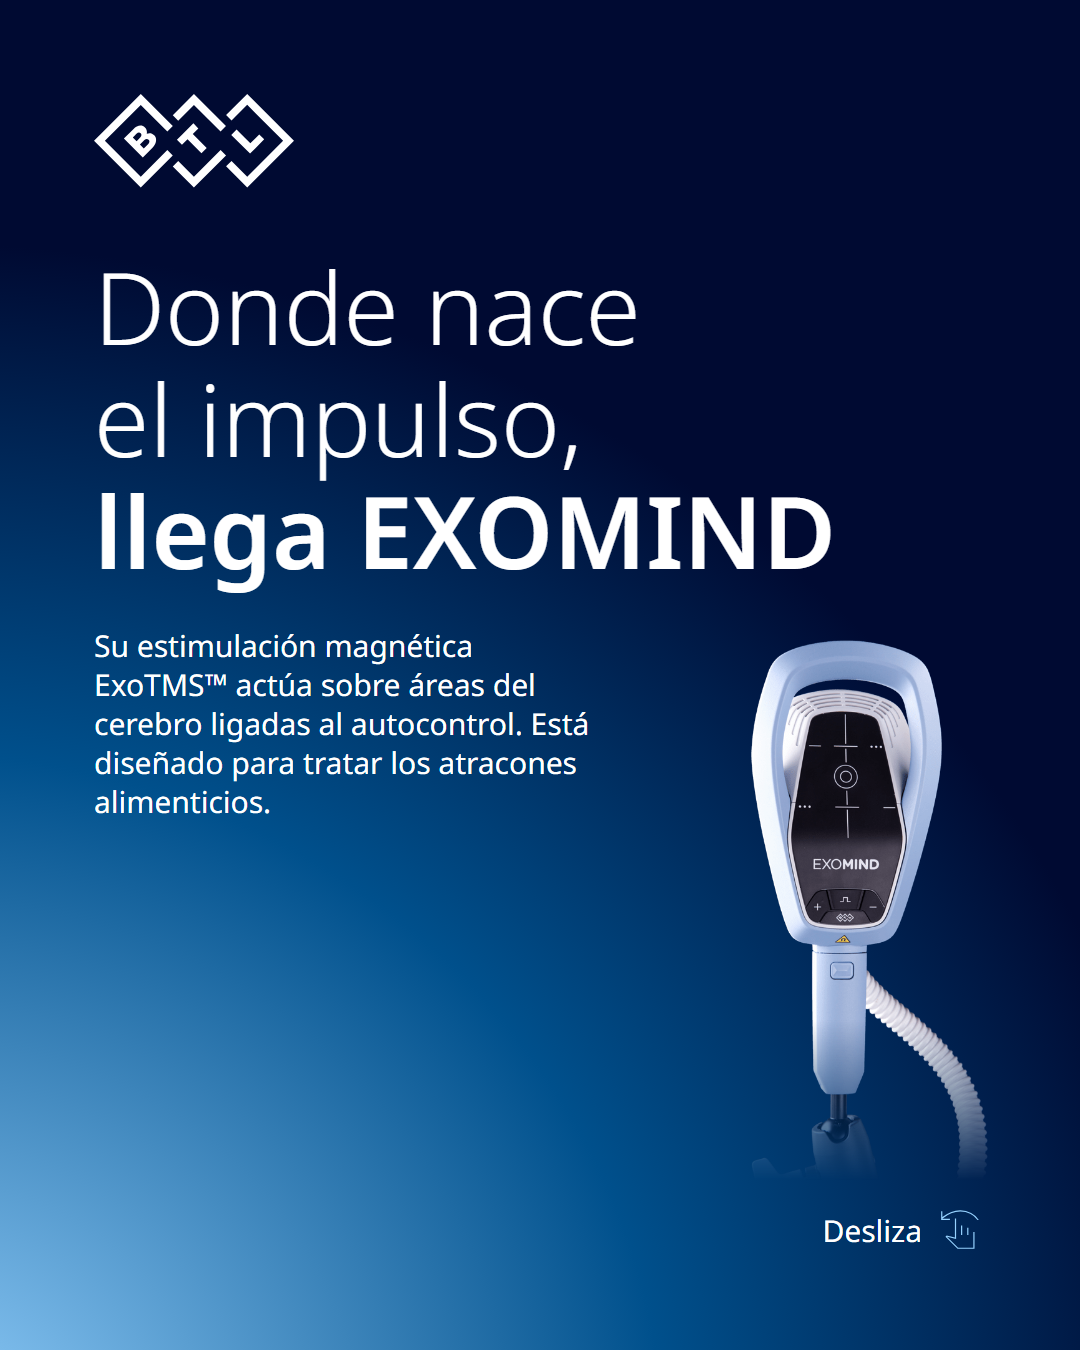 BTL
Donde nace
el impulso,
llega EXOMIND
Su estimulación magnética
ExoTMS™ actúa sobre áreas del
cerebro ligadas al autocontrol. Está
diseñado para tratar los atracones
alimenticios.
EXOMIND
Desliza